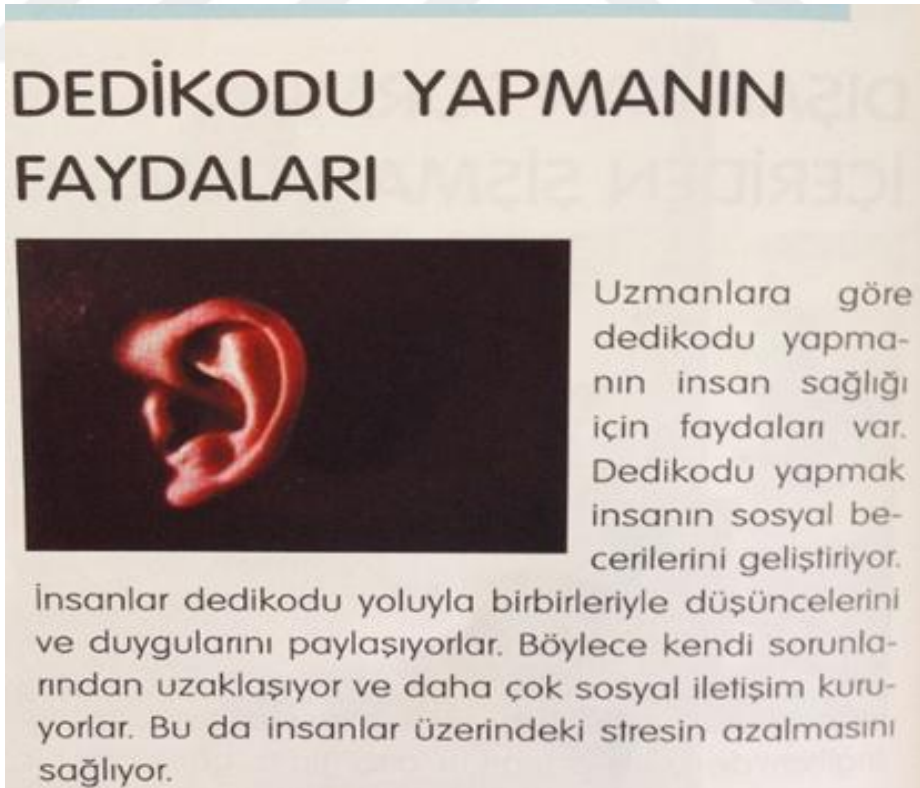 DEDİKODU YAPMANIN
FAYDALARI
Uzmanlara göre
dedikodu yapma-
nın insan sağlığı
için faydaları var.
Dedikodu yapmak
insanın sosyal be-
cerilerini geliştiriyor.
İnsanlar dedikodu yoluyla birbirleriyle düşüncelerini
ve duygularını paylaşıyorlar. Böylece kendi sorunla-
rından uzaklaşıyor ve daha çok sosyal iletişim kuru-
yorlar. Bu da insanlar üzerindeki stresin azalmasını
sağlıyor.